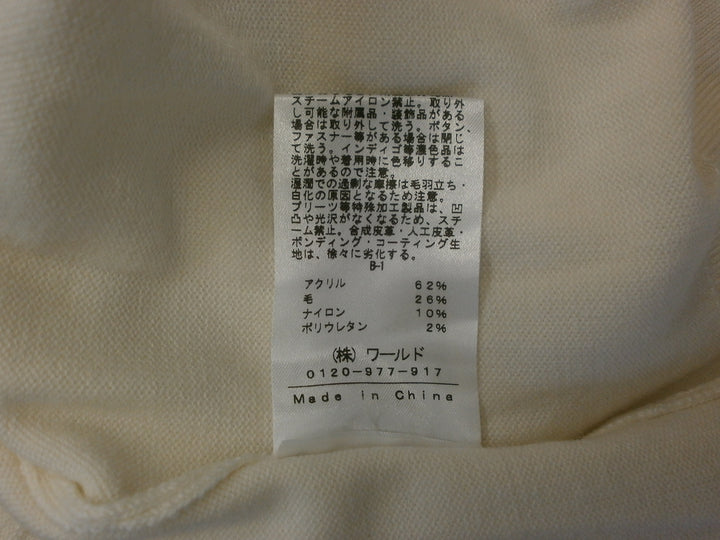 スチームアイロン禁止。取り外
し可能な附属品・装飾品がある
場合は取り外して洗う。ボタン、
ファスナー等がある場合は閉じ
て洗う。インディゴ等濃色品は
洗濯時や着用時に色移りするこ
とがあるので注意。
湿潤での過剰な摩擦は毛羽立ち・
白化の原因となるため注意。
プリーツ等特殊加工製品は、凹
凸や光沢がなくなるため、スチ
ーム禁止。合成皮革・人工皮革・
ボンディング・コーティング生
地は、徐々に劣化する。
B-1
アクリル 62%
毛 26%
ナイロン 10%
ポリウレタン 2%
(株) ワールド
0120-977-917
Made in China